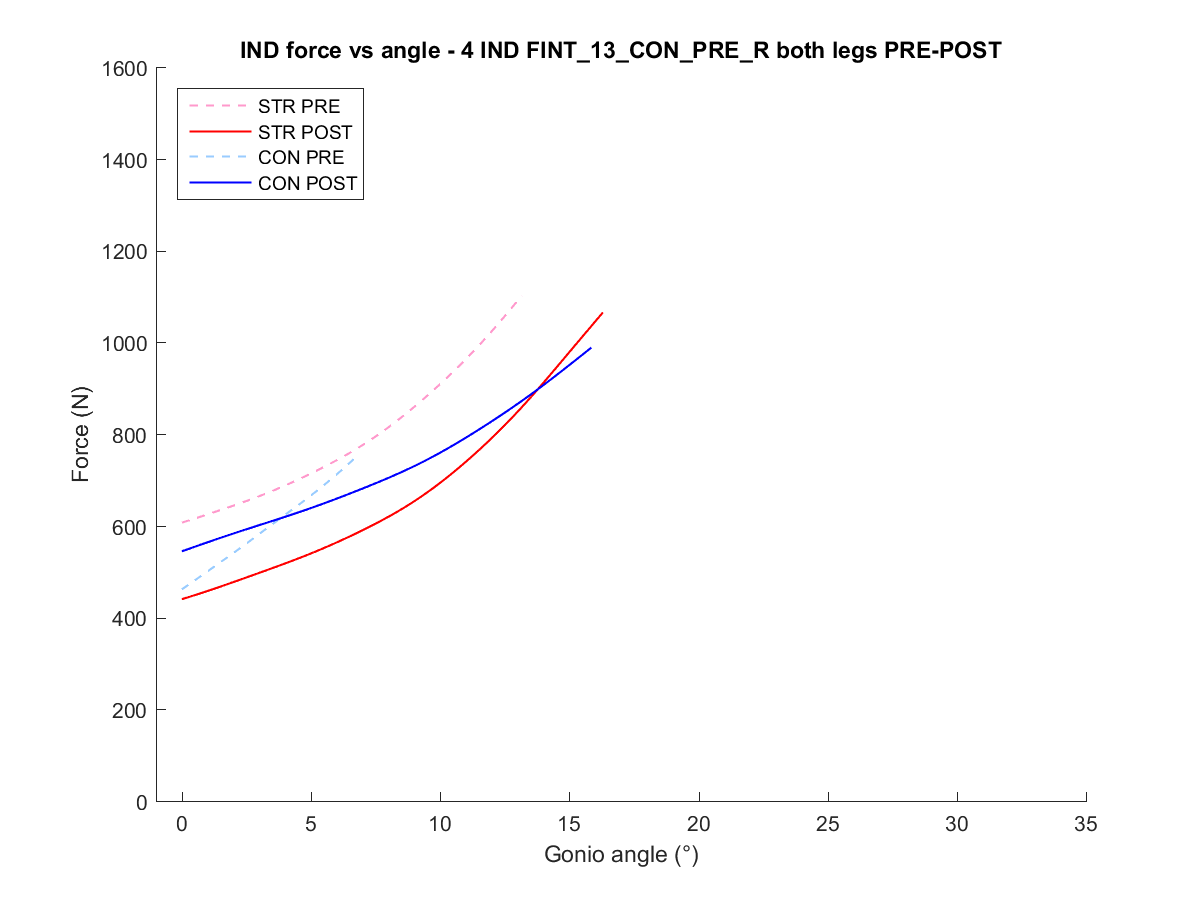 IND force vs angle - 4 IND FINT_13_CON_PRE_R both legs PRE-POST
1600
1400
1200
1000
800
600
400
200
0
Force (N)
STR PRE
STR POST
CON PRE
CON POST
0 5 10 15 20 25 30 35
Gonio angle (°)